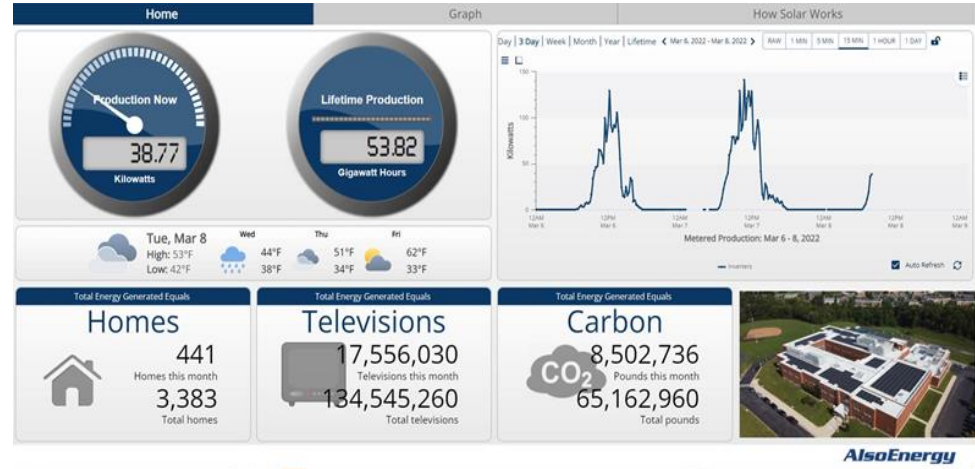 Home
Graph
How Solar Works
Production Now
38.77
Kilowatts
Lifetime Production
53.82
Gigawatt Hours
Day | 3 Day | Week | Month | Year | Lifetime < Mar 6, 2022 - Mar 8, 2022 > RAW 1 MIN 5 MIN 15 MIN 1 HOUR 1 DAY
Kilowatts
150
100
50
0
12AM 12PM 12AM 12PM 12AM 12PM 12AM
Mar 6 Mar 7 Mar 7 Mar 9
Metered Production: Mar 6 - 8, 2022
Inverters
Auto Refresh
Tue, Mar 8
High: 53°F
Low: 42°F
Wed
44°F
38°F
Thu
51°F
34°F
Fri
62°F
33°F
Total Energy Generated Equals
Homes
441
Homes this month
3,383
Total homes
Total Energy Generated Equals
Televisions
17,556,030
Televisions this month
134,545,260
Total televisions
Total Energy Generated Equals
Carbon
CO2
8,502,736
Pounds this month
65,162,960
Total pounds
AlsoEnergy